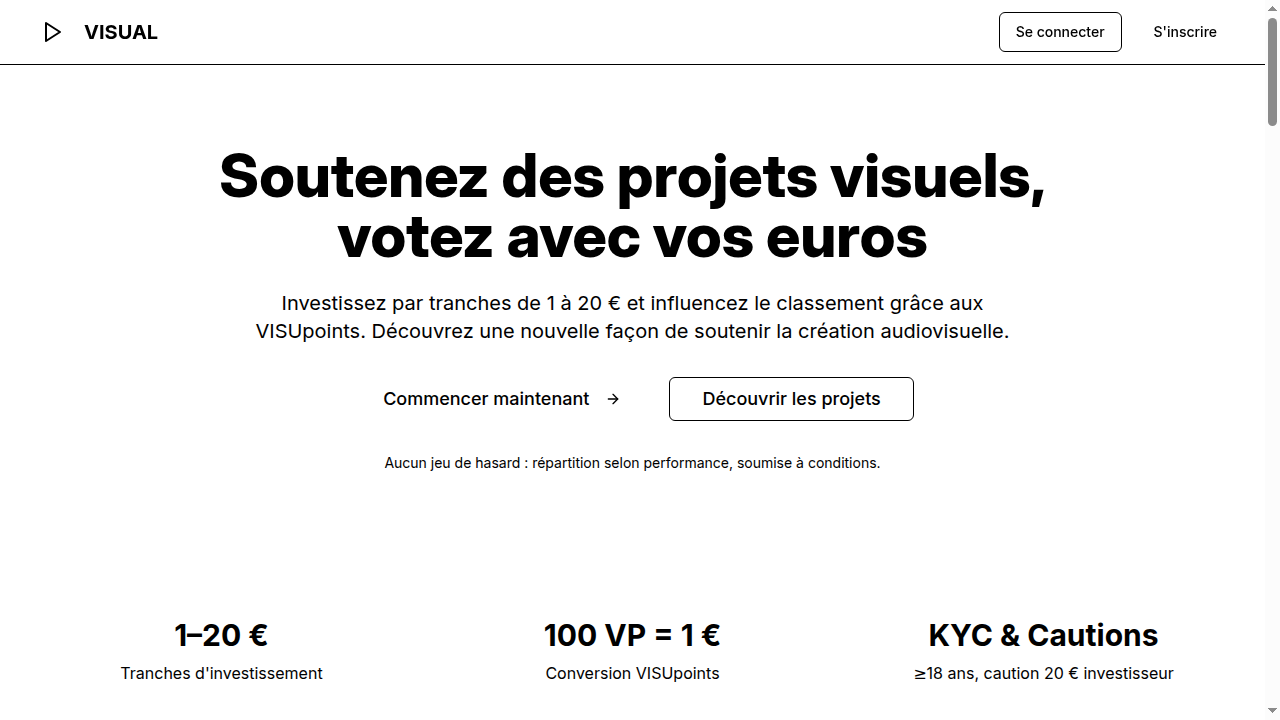 VISUAL
Se connecter
S'inscrire
Soutenez des projets visuels,
votez avec vos euros
Investissez par tranches de 1 à 20 € et influencez le classement grâce aux
VISUpoints. Découvrez une nouvelle façon de soutenir la création audiovisuelle.
Commencer maintenant →
Découvrir les projets
Aucun jeu de hasard : répartition selon performance, soumise à conditions.
1–20 €
Tranches d'investissement
100 VP = 1 €
Conversion VISUpoints
KYC & Cautions
≥18 ans, caution 20 € investisseur